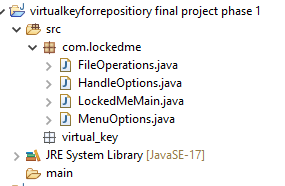 virtualkeyforrepositiory final project phase 1
src
com.lockedme
FileOperations.java
HandleOptions.java
LockedMeMain.java
MenuOptions.java
virtual_key
JRE System Library [JavaSE-17]
main